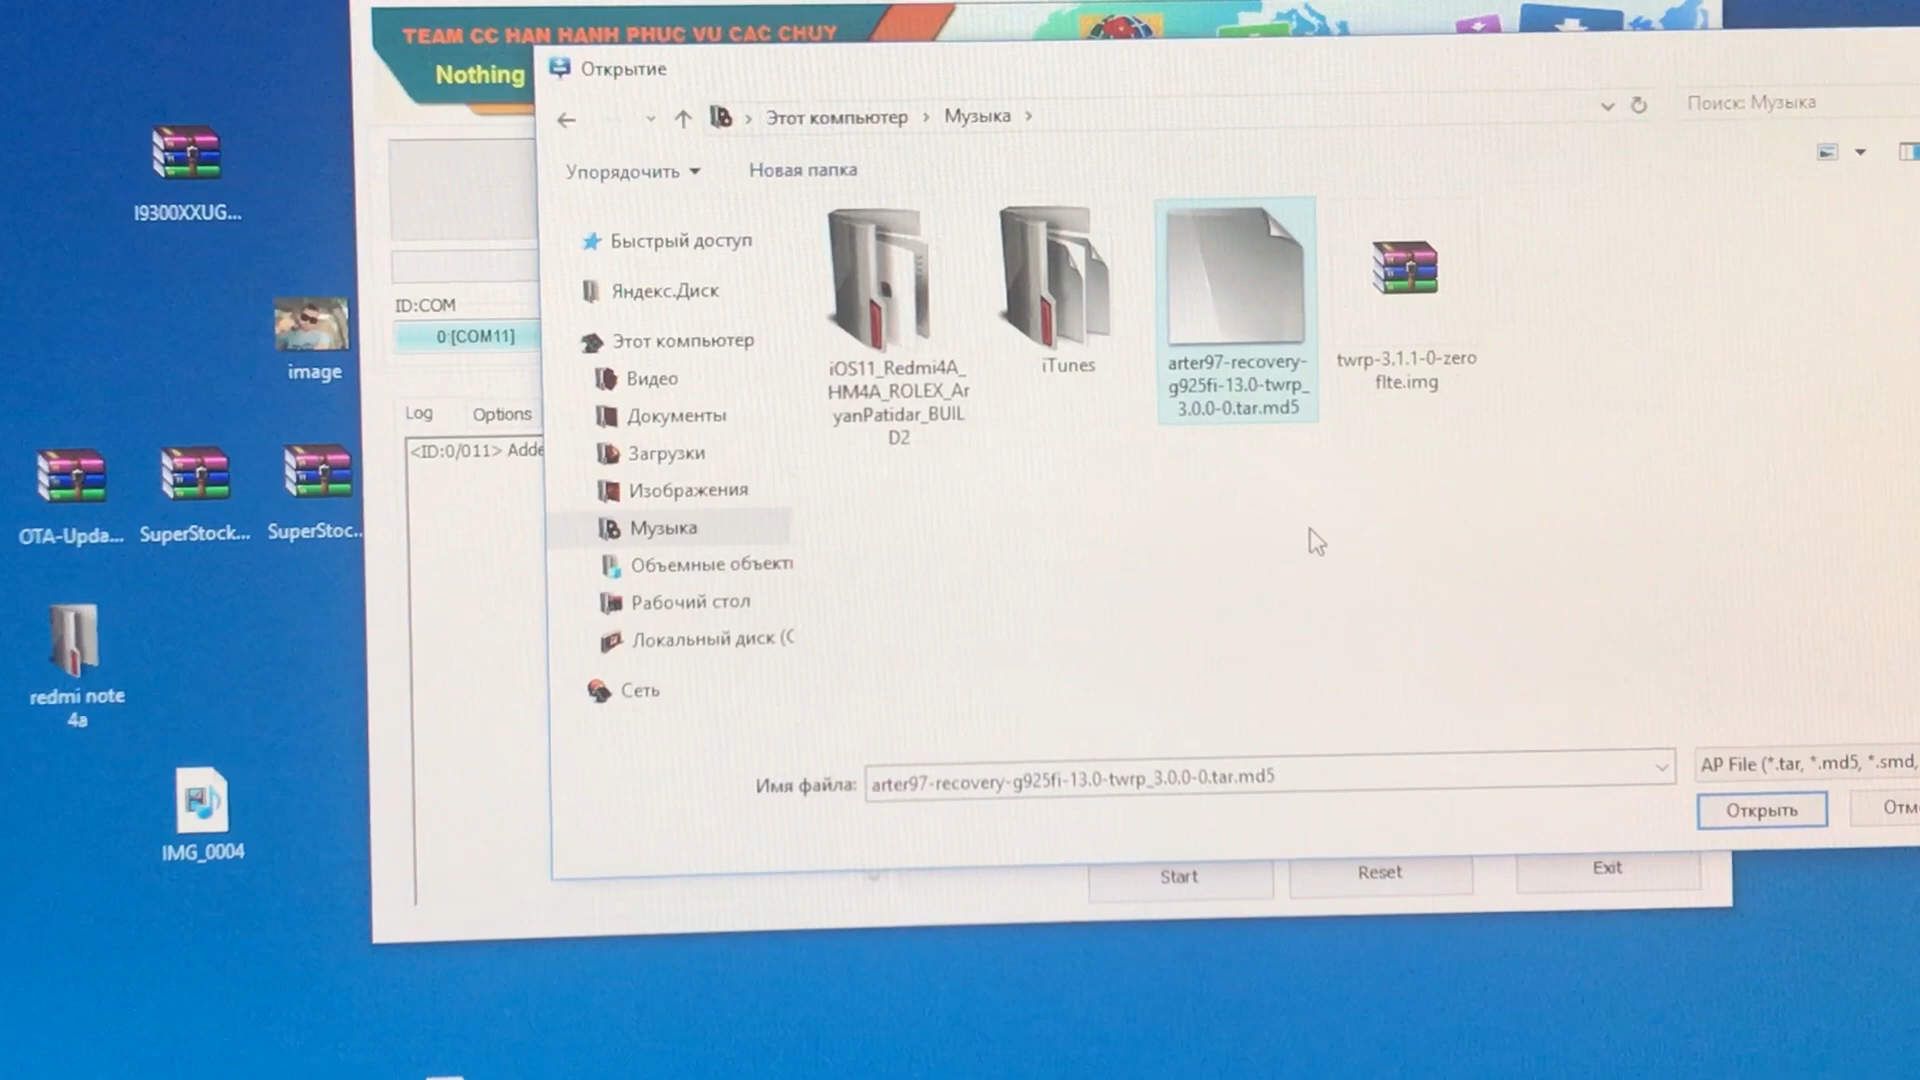 TEAM CC HAN HANH PHUC VU CAC CHUY
Nothing
Открытие
Этот компьютер › Музыка ›
Поиск: Музыка
Упорядочить
Новая папка
I9300XXUG...
image
OTA-Upda...
SuperStock...
SuperStoc...
redmi note
4a
IMG_0004
ID:COM
0:[COM11]
Log
Options
<ID:0/011> Adde
Быстрый доступ
Яндекс.Диск
Этот компьютер
Видео
Документы
Загрузки
Изображения
Музыка
Объемные объект
Рабочий стол
Локальный диск (C
Сеть
iOS11_Redmi4A_
HM4A_ROLEX_Ar
yanPatidar_BUIL
D2
iTunes
arter97-recovery-
g925fi-13.0-twrp_
3.0.0-0.tar.md5
twrp-3.1.1-0-zero
flte.img
Имя файла:
arter97-recovery-g925fi-13.0-twrp_3.0.0-0.tar.md5
AP File (*.tar, *.md5, *.smd,
Открыть
Отм
Start
Reset
Exit